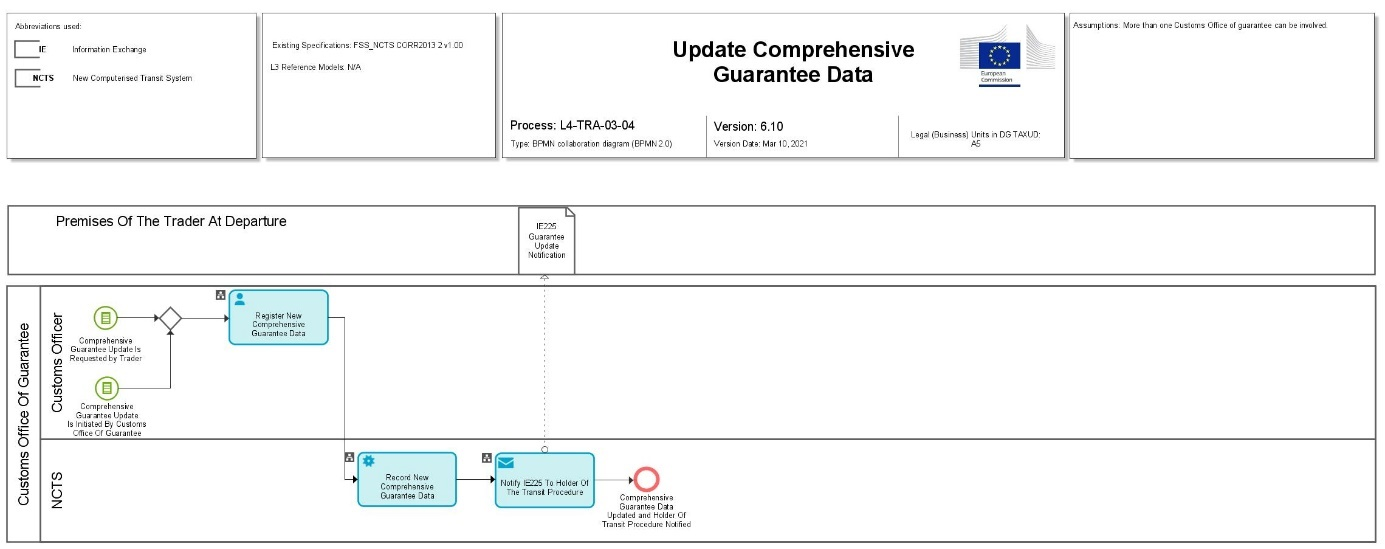 Abbreviations used:
IE
Information Exchange
NCTS
New Computerised Transit System
Existing Specifications: FSS_NCTS CORR2013 2 v1.00
L3 Reference Models: N/A
Update Comprehensive
Guarantee Data
European
Commission
Process: L4-TRA-03-04
Type: BPMN collaboration diagram (BPMN 2.0)
Version: 6.10
Version Date: Mar 10, 2021
Legal (Business) Units in DG TAXUD:
A5
Assumptions: More than one Customs Office of guarantee can be involved.
Premises Of The Trader At Departure
IE225
Guarantee
Update
Notification
Customs Office Of Guarantee
Customs Officer
Comprehensive
Guarantee Update Is
Requested by Trader
Comprehensive
Guarantee Update
Is Initiated By Customs
Office Of Guarantee
Register New
Comprehensive
Guarantee Data
NCTS
Record New
Comprehensive
Guarantee Data
Notify IE225 To Holder Of
The Transit Procedure
Comprehensive
Guarantee Data
Updated and Holder Of
Transit Procedure Notified